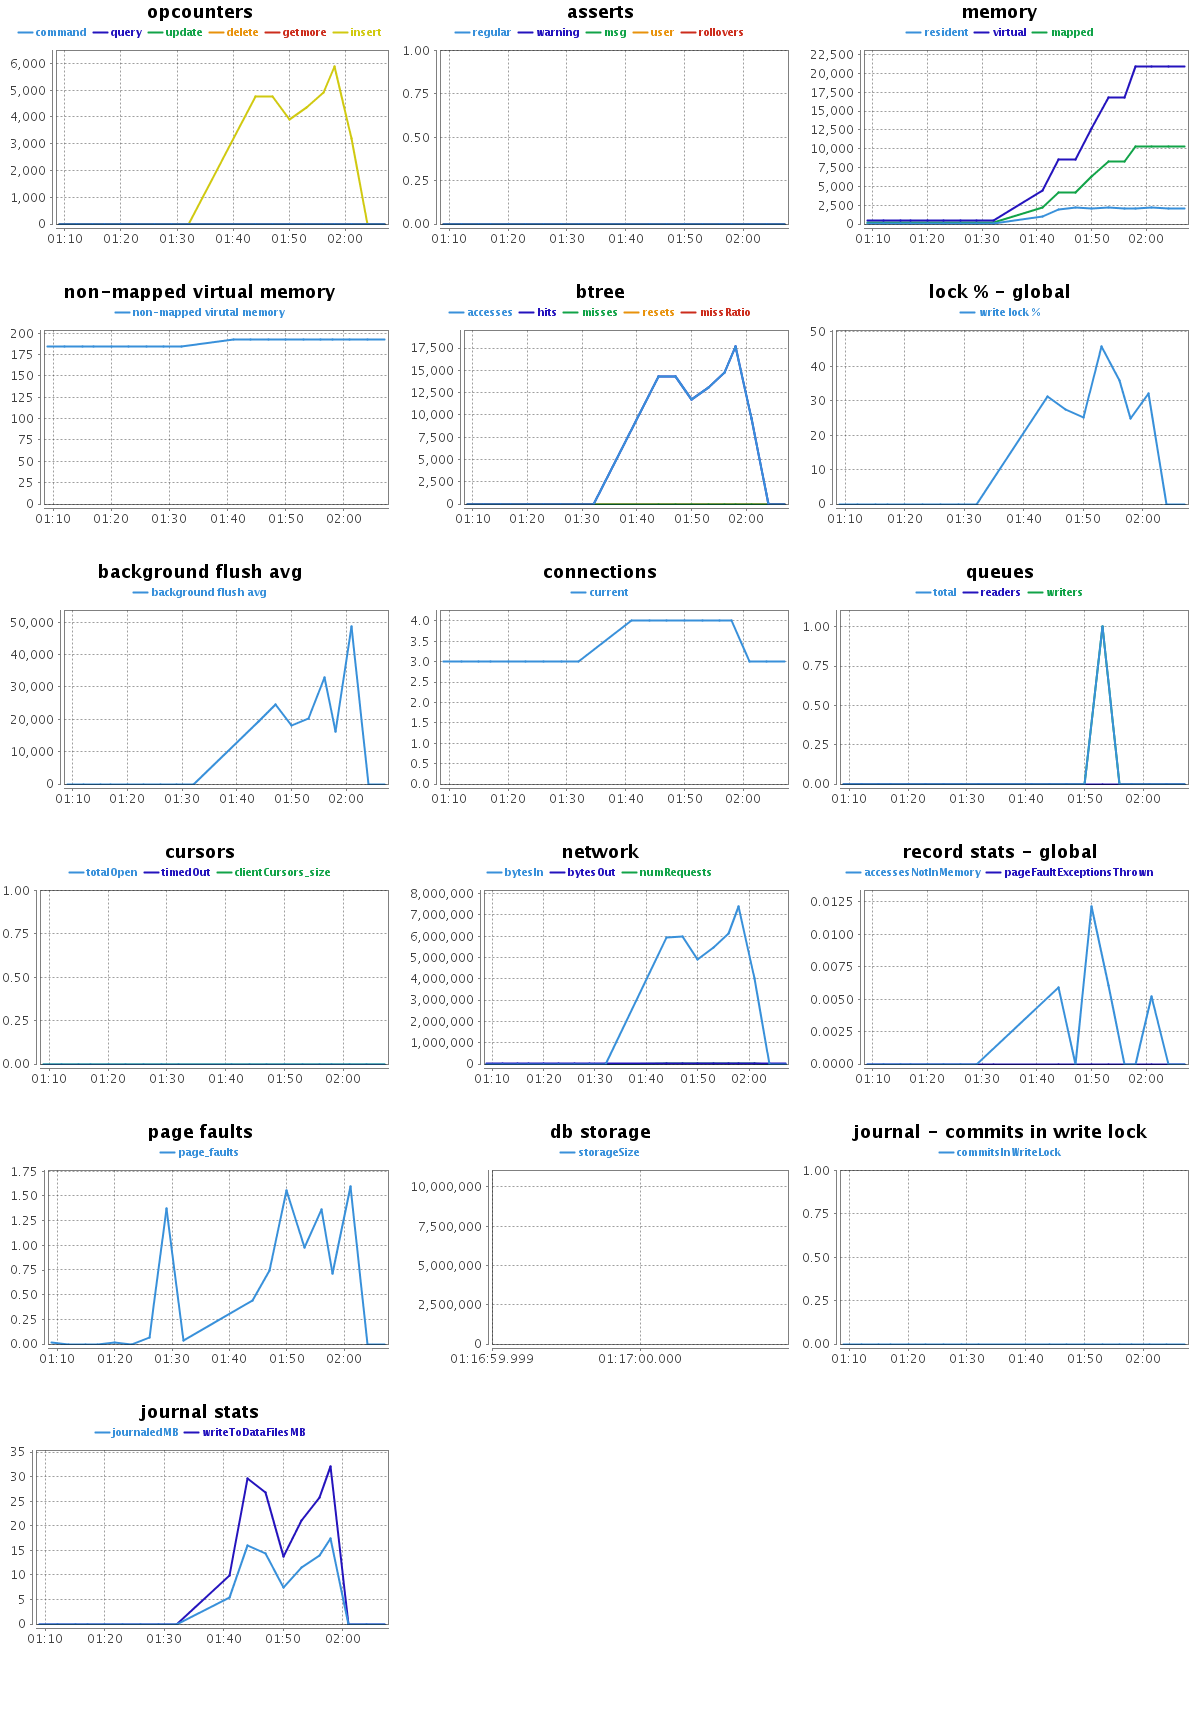 opcounters
command query update delete getmore insert
6,000
5,000
4,000
3,000
2,000
1,000
0
01:10 01:20 01:30 01:40 01:50 02:00
asserts
regular warning msg user rollovers
1.00
0.75
0.50
0.25
0.00
01:10 01:20 01:30 01:40 01:50 02:00
memory
resident virtual mapped
22,500
20,000
17,500
15,000
12,500
10,000
7,500
5,000
2,500
0
01:10 01:20 01:30 01:40 01:50 02:00
non-mapped virtual memory
non-mapped virutal memory
200
175
150
125
100
75
50
25
0
01:10 01:20 01:30 01:40 01:50 02:00
btree
accesses hits misses resets missRatio
17,500
15,000
12,500
10,000
7,500
5,000
2,500
0
01:10 01:20 01:30 01:40 01:50 02:00
lock % - global
write lock %
50
40
30
20
10
0
01:10 01:20 01:30 01:40 01:50 02:00
background flush avg
background flush avg
50,000
40,000
30,000
20,000
10,000
0
01:10 01:20 01:30 01:40 01:50 02:00
connections
current
4.0
3.5
3.0
2.5
2.0
1.5
1.0
0.5
0.0
01:10 01:20 01:30 01:40 01:50 02:00
queues
total readers writers
1.00
0.75
0.50
0.25
0.00
01:10 01:20 01:30 01:40 01:50 02:00
cursors
totalOpen timedOut clientCursors_size
1.00
0.75
0.50
0.25
0.00
01:10 01:20 01:30 01:40 01:50 02:00
network
bytesIn bytesOut numRequests
8,000,000
7,000,000
6,000,000
5,000,000
4,000,000
3,000,000
2,000,000
1,000,000
0
01:10 01:20 01:30 01:40 01:50 02:00
record stats - global
accessesNotInMemory pageFaultExceptionsThrown
0.0125
0.0100
0.0075
0.0050
0.0025
0.0000
01:10 01:20 01:30 01:40 01:50 02:00
page faults
page_faults
1.75
1.50
1.25
1.00
0.75
0.50
0.25
0.00
01:10 01:20 01:30 01:40 01:50 02:00
db storage
storageSize
10,000,000
7,500,000
5,000,000
2,500,000
0
01:16:59.999 01:17:00.000
journal - commits in write lock
commitsInWriteLock
1.00
0.75
0.50
0.25
0.00
01:10 01:20 01:30 01:40 01:50 02:00
journal stats
journaledMB writeToDataFilesMB
35
30
25
20
15
10
5
0
01:10 01:20 01:30 01:40 01:50 02:00